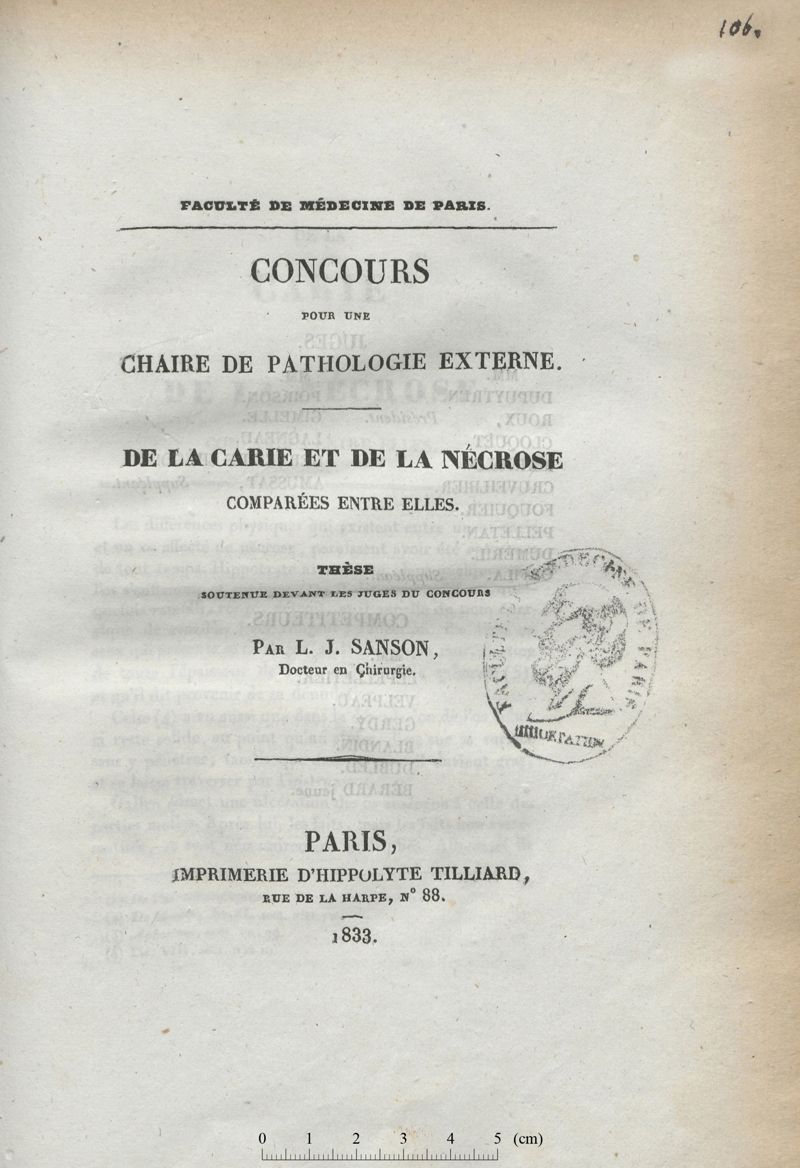 106.
FACULTÉ DE MÉDECINE DE PARIS.
CONCOURS
POUR UNE
CHAIRE DE PATHOLOGIE EXTERNE.
DE LA CARIE ET DE LA NÉCROSE
COMPARÉES ENTRE ELLES.
THÈSE
SOUTENUE DEVANT LES JUGES DU CONCOURS
PAR L. J. SANSON,
Docteur en Chirurgie.
PARIS,
IMPRIMERIE D'HIPPOLYTE TILLIARD,
RUE DE LA HARPE, N° 88.
1833.
0 1 2 3 4 5 (cm)